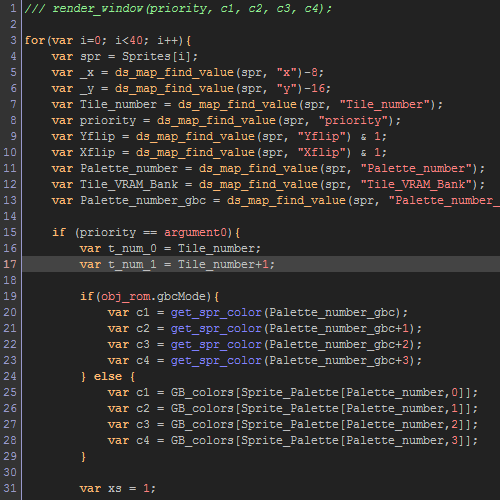 1 /// render_window(priority, c1, c2, c3, c4);
2
3 for(var i=0; i<40; i++){
4     var spr = Sprites[i];
5     var _x = ds_map_find_value(spr, "x")-8;
6     var _y = ds_map_find_value(spr, "y")-16;
7     var Tile_number = ds_map_find_value(spr, "Tile_number");
8     var priority = ds_map_find_value(spr, "priority");
9     var Yflip = ds_map_find_value(spr, "Yflip") & 1;
10     var Xflip = ds_map_find_value(spr, "Xflip") & 1;
11     var Palette_number = ds_map_find_value(spr, "Palette_number");
12     var Tile_VRAM_Bank = ds_map_find_value(spr, "Tile_VRAM_Bank");
13     var Palette_number_gbc = ds_map_find_value(spr, "Palette_number_
14
15     if (priority == argument0){
16         var t_num_0 = Tile_number;
17         var t_num_1 = Tile_number+1;
18
19         if(obj_rom.gbcMode){
20             var c1 = get_spr_color(Palette_number_gbc);
21             var c2 = get_spr_color(Palette_number_gbc+1);
22             var c3 = get_spr_color(Palette_number_gbc+2);
23             var c4 = get_spr_color(Palette_number_gbc+3);
24         } else {
25             var c1 = GB_colors[Sprite_Palette[Palette_number,0]];
26             var c2 = GB_colors[Sprite_Palette[Palette_number,1]];
27             var c3 = GB_colors[Sprite_Palette[Palette_number,2]];
28             var c4 = GB_colors[Sprite_Palette[Palette_number,3]];
29         }
30
31         var xs = 1;